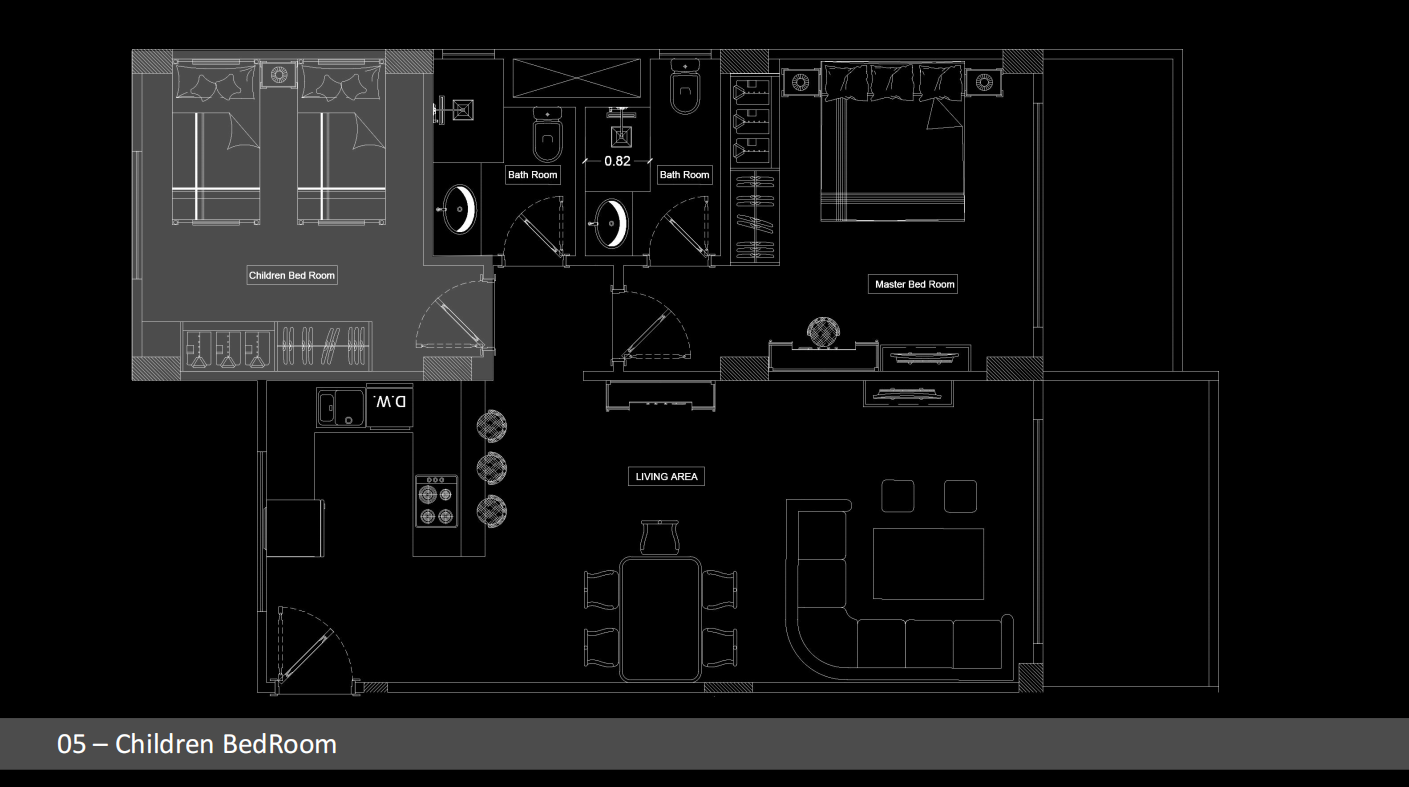 0.82
Bath Room
Bath Room
Children Bed Room
Master Bed Room
D.W.
LIVING AREA
05 – Children BedRoom